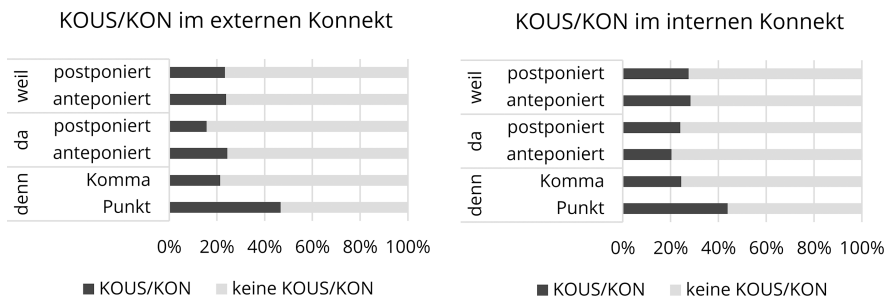 KOUS/KON im externen Konnekt
weil
postponiert
anteponiert
da
postponiert
anteponiert
denn
Komma
Punkt
0% 20% 40% 60% 80% 100%
KOUS/KON keine KOUS/KON
KOUS/KON im internen Konnekt
weil
postponiert
anteponiert
da
postponiert
anteponiert
denn
Komma
Punkt
0% 20% 40% 60% 80% 100%
KOUS/KON keine KOUS/KON